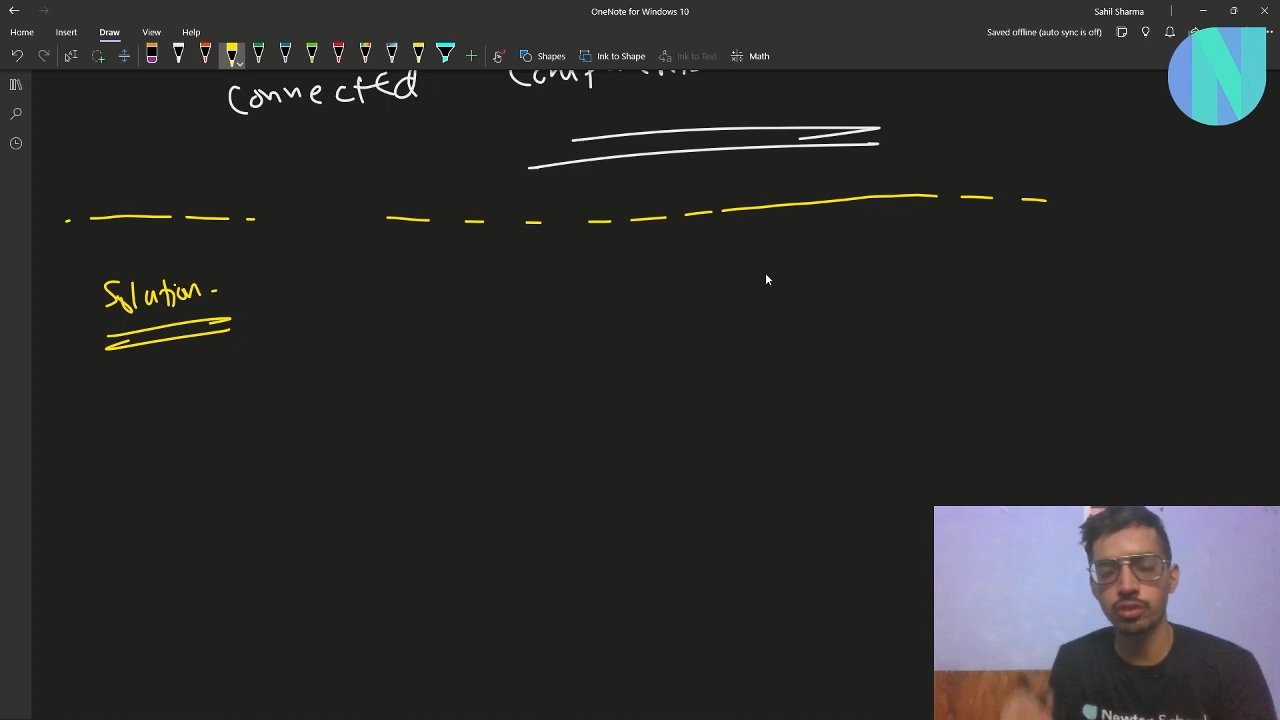 OneNote for Windows 10
Sahil Sharma
Home Insert Draw View Help
Saved offline (auto sync is off)
Shapes Ink to Shape Ink to Text Math
connected
Solution.
N